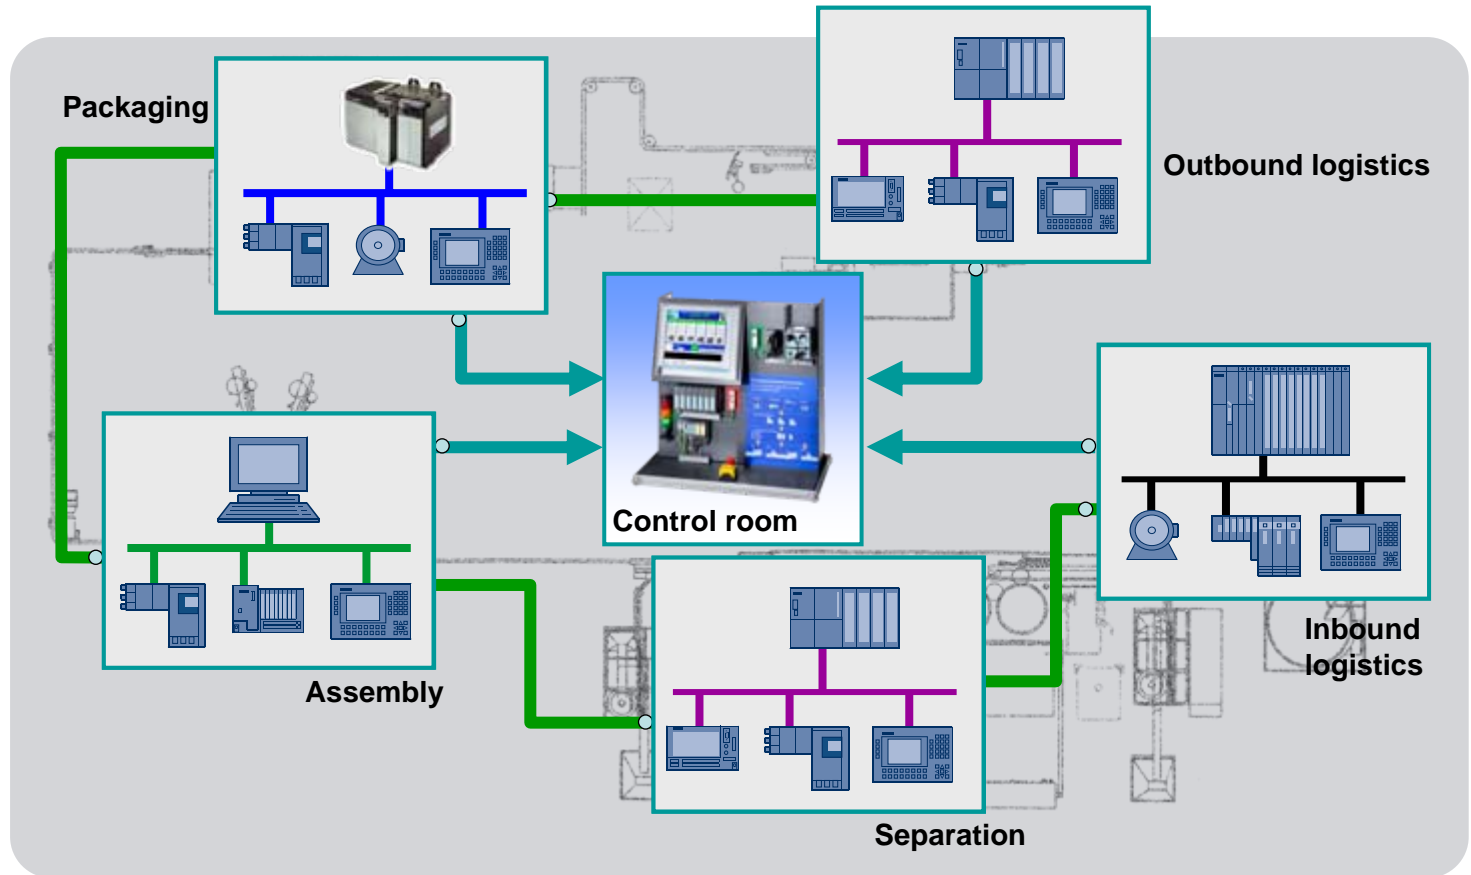 Packaging
Outbound logistics
Control room
Inbound
logistics
Assembly
Separation